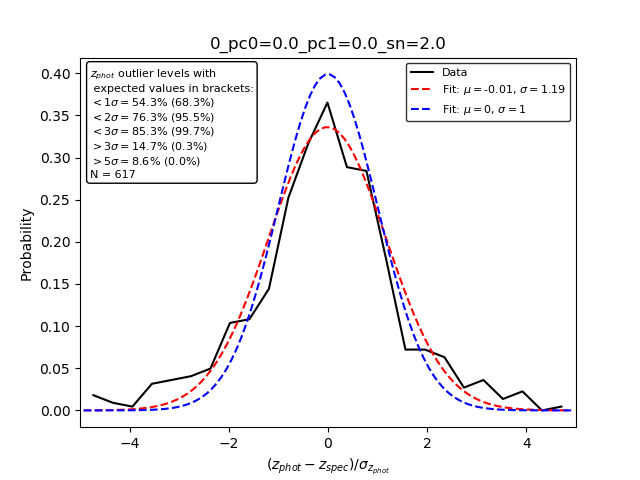 0_pc0=0.0_pc1=0.0_sn=2.0
z_phot outlier levels with
expected values in brackets:
<1σ = 54.3% (68.3%)
<2σ = 76.3% (95.5%)
<3σ = 85.3% (99.7%)
>3σ = 14.7% (0.3%)
>5σ = 8.6% (0.0%)
N = 617
Data
Fit: μ = -0.01, σ = 1.19
Fit: μ = 0, σ = 1
Probability
0.40
0.35
0.30
0.25
0.20
0.15
0.10
0.05
0.00
−4 −2 0 2 4
(z_phot − z_spec)/σ_z_phot